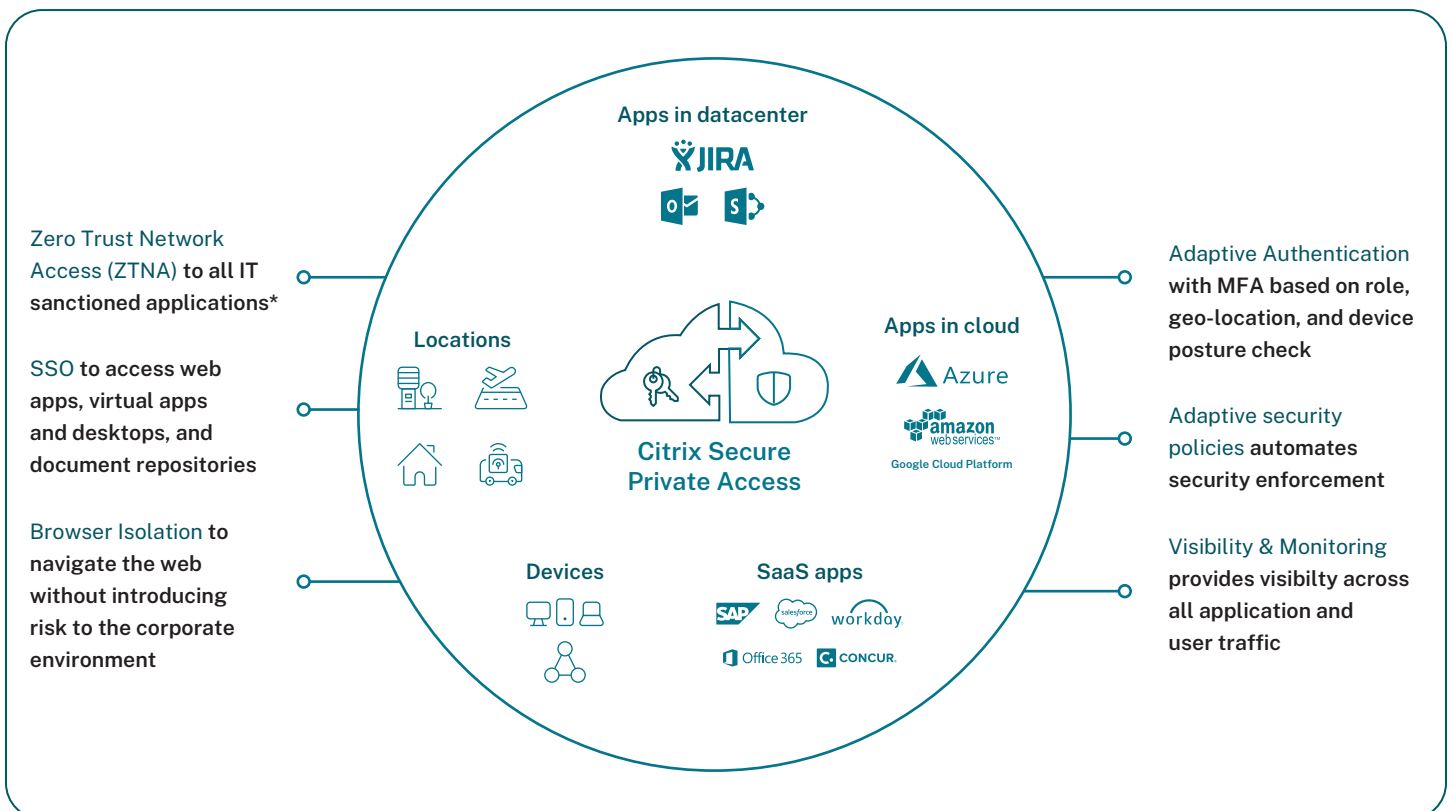 Apps in datacenter
JIRA
O
S
Zero Trust Network
Access (ZTNA) to all IT
sanctioned applications*
SSO to access web
apps, virtual apps
and desktops, and
document repositories
Browser Isolation to
navigate the web
without introducing
risk to the corporate
environment
Locations
Citrix Secure
Private Access
Apps in cloud
Azure
amazon
web services™
Google Cloud Platform
Devices
SaaS apps
SAP
salesforce
workday.
Office 365
C. CONCUR.
Adaptive Authentication
with MFA based on role,
geo-location, and device
posture check
Adaptive security
policies automates
security enforcement
Visibility & Monitoring
provides visibilty across
all application and
user traffic